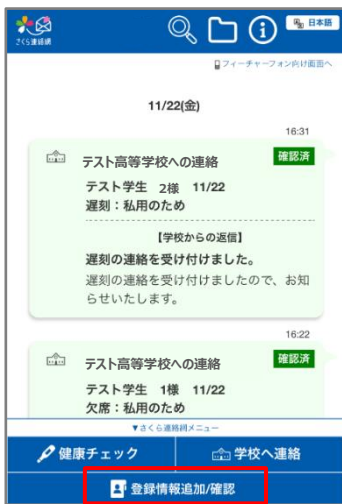 さくら連絡網
日本語
フィーチャーフォン向け画面へ
11/22(金)
16:31
テスト高等学校への連絡
確認済
テスト学生 2様 11/22
遅刻：私用のため
【学校からの返信】
遅刻の連絡を受け付けました。
遅刻の連絡を受け付けましたので、お知
らせいたします。
16:22
テスト高等学校への連絡
確認済
テスト学生 1様 11/22
欠席：私用のため
▼さくら連絡網メニュー
健康チェック
学校へ連絡
登録情報追加/確認